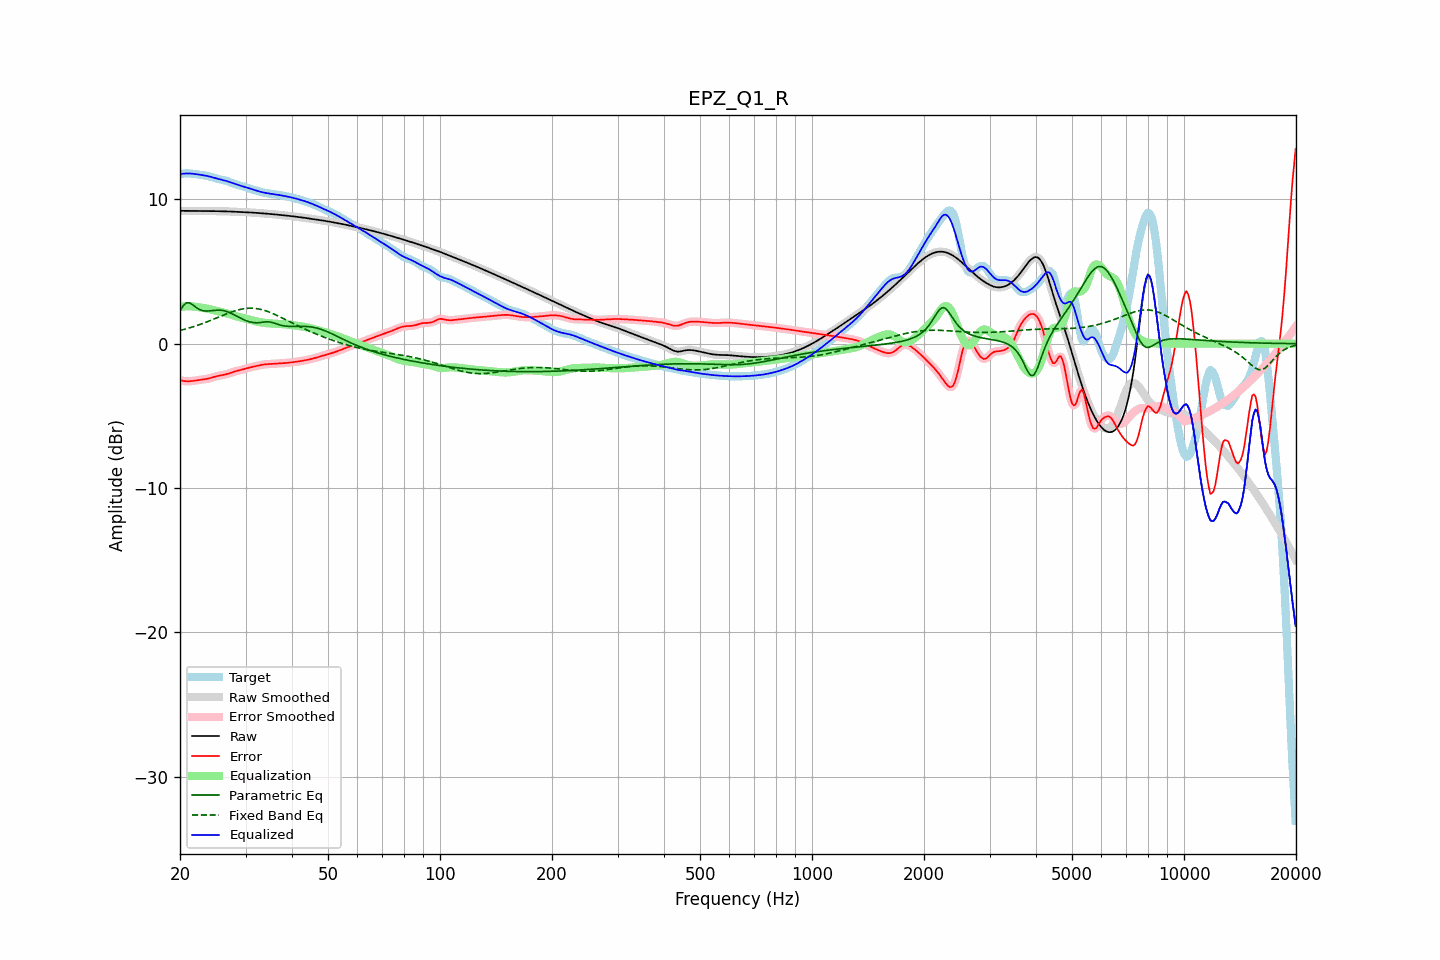 EPZ_Q1_R
Amplitude (dBr)
10
0
−10
−20
−30
Target
Raw Smoothed
Error Smoothed
Raw
Error
Equalization
Parametric Eq
Fixed Band Eq
Equalized
20 50 100 200 500 1000 2000 5000 10000 20000
Frequency (Hz)